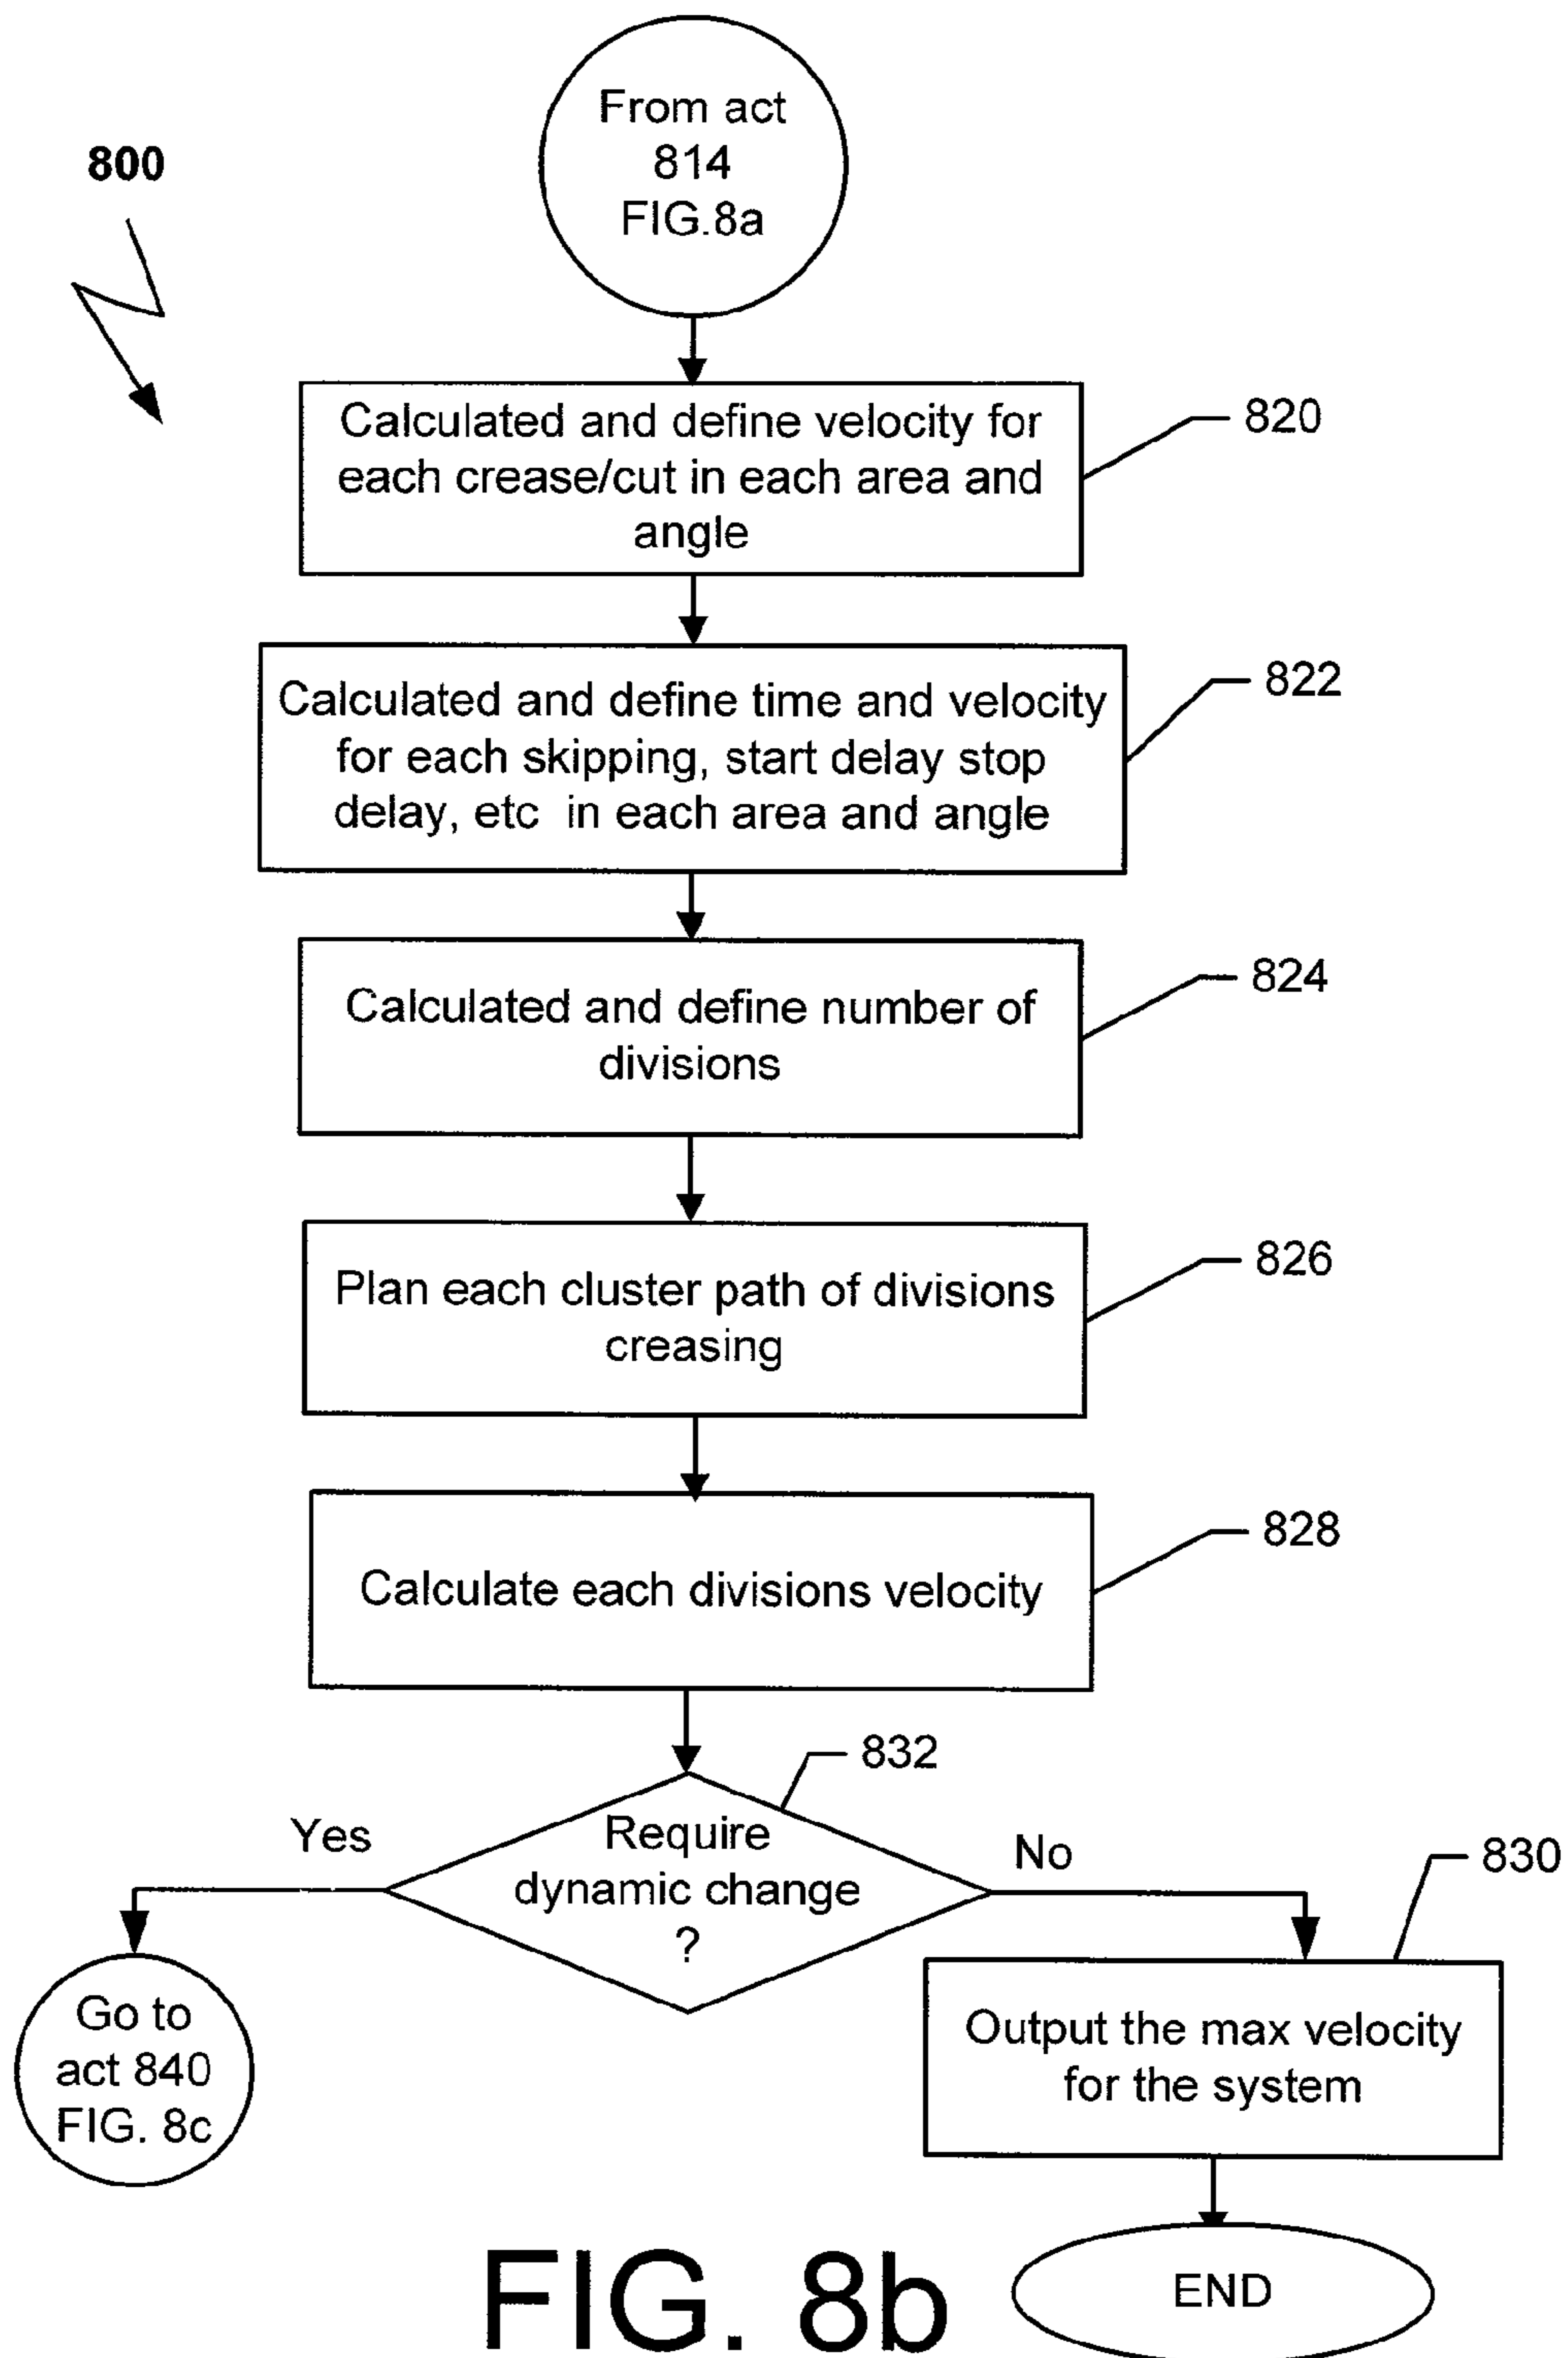 From act
814
FIG.8a
800
Calculated and define velocity for
each crease/cut in each area and
angle
820
Calculated and define time and velocity
for each skipping, start delay stop
delay, etc in each area and angle
822
Calculated and define number of
divisions
824
Plan each cluster path of divisions
creasing
826
Calculate each divisions velocity
828
832
Require
dynamic change
?
Yes
No
830
Go to
act 840
FIG. 8c
Output the max velocity
for the system
END
FIG. 8b